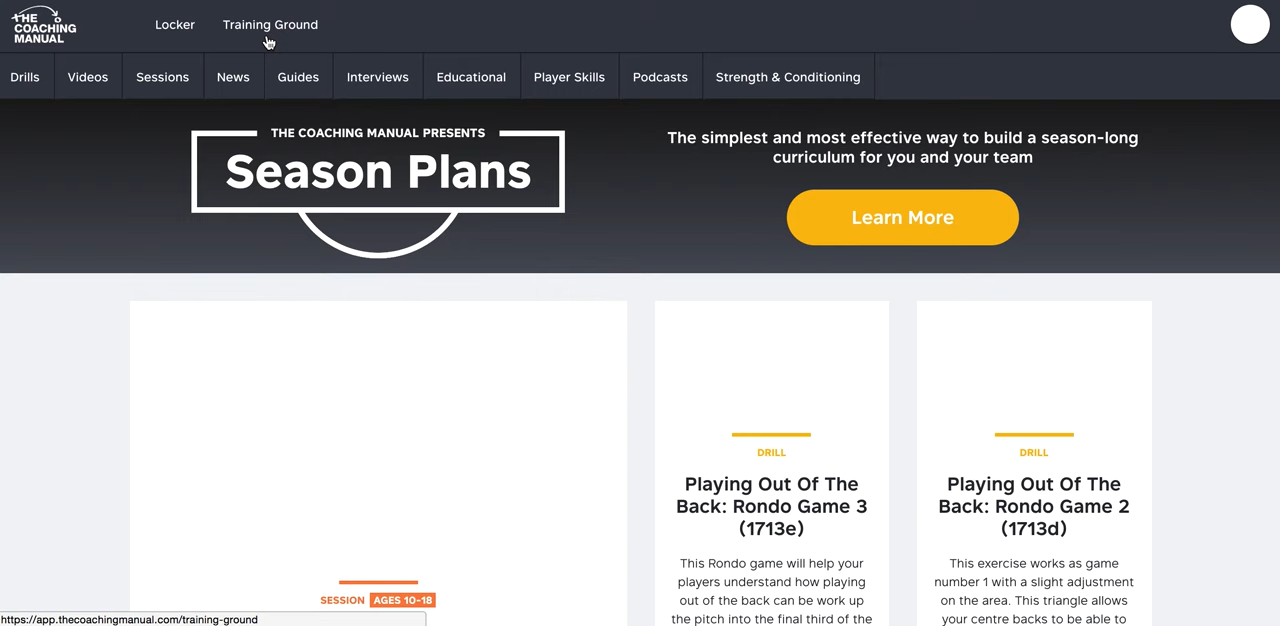 THE
COACHING
MANUAL
Locker
Training Ground
Drills
Videos
Sessions
News
Guides
Interviews
Educational
Player Skills
Podcasts
Strength & Conditioning
THE COACHING MANUAL PRESENTS
Season Plans
The simplest and most effective way to build a season-long
curriculum for you and your team
Learn More
SESSION AGES 10-18
DRILL
Playing Out Of The
Back: Rondo Game 3
(1713e)
This Rondo game will help your
players understand how playing
out of the back can be work up
the pitch into the final third of the
DRILL
Playing Out Of The
Back: Rondo Game 2
(1713d)
This exercise works as game
number 1 with a slight adjustment
on the area. This triangle allows
your centre backs to be able to
https://app.thecoachingmanual.com/training-ground